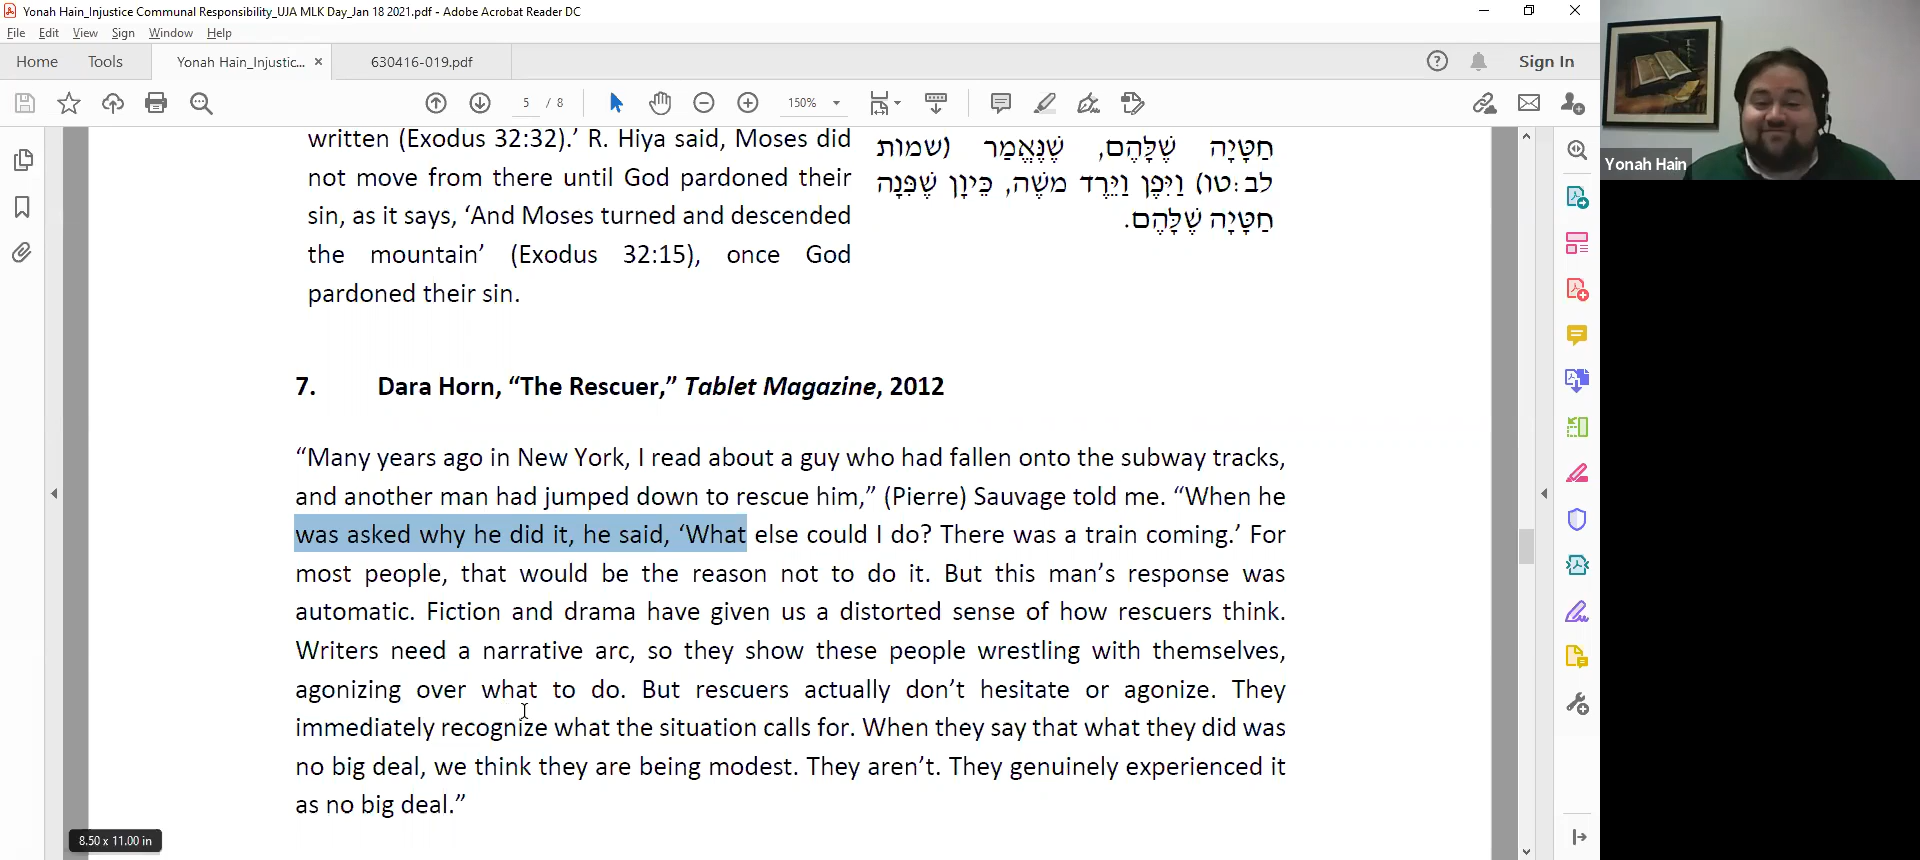 Yonah Hain_Injustice Communal Responsibility_UJA MLK Day_Jan 18 2021.pdf - Adobe Acrobat Reader DC
File Edit View Sign Window Help
Home Tools Yonah Hain_Injustic... × 630416-019.pdf Sign In
5 / 8 150%
written (Exodus 32:32).’ R. Hiya said, Moses did
not move from there until God pardoned their
sin, as it says, ‘And Moses turned and descended
the mountain’ (Exodus 32:15), once God
pardoned their sin.
חַטָּיָה שֶׁלָּהֶם, שֶׁנֶּאֱמַר (שמות
לב:טו) וַיִּפֶן וַיֵּרֶד משֶׁה, כֵּיוָן שֶׁפִּנָּה
חַטָּיָה שֶׁלָּהֶם.
7. Dara Horn, “The Rescuer,” Tablet Magazine, 2012
“Many years ago in New York, I read about a guy who had fallen onto the subway tracks,
and another man had jumped down to rescue him,” (Pierre) Sauvage told me. “When he
was asked why he did it, he said, ‘What else could I do? There was a train coming.’ For
most people, that would be the reason not to do it. But this man’s response was
automatic. Fiction and drama have given us a distorted sense of how rescuers think.
Writers need a narrative arc, so they show these people wrestling with themselves,
agonizing over what to do. But rescuers actually don’t hesitate or agonize. They
immediately recognize what the situation calls for. When they say that what they did was
no big deal, we think they are being modest. They aren’t. They genuinely experienced it
as no big deal.”
8.50 x 11.00 in
Yonah Hain